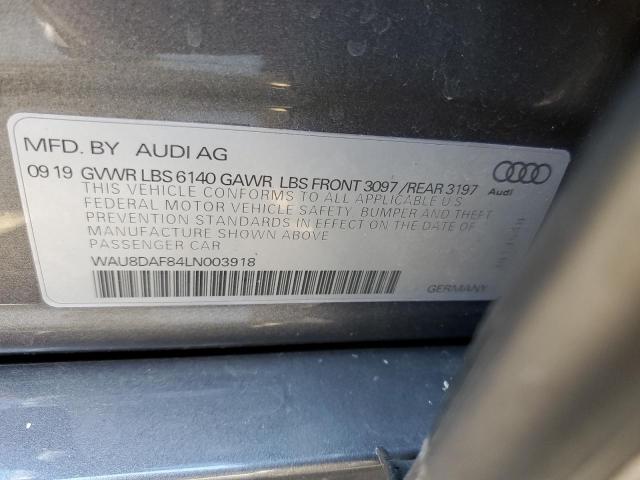 MFD. BY AUDI AG
09 19 GVWR LBS 6140 GAWR LBS FRONT 3097/REAR 3197
Audi
THIS VEHICLE CONFORMS TO ALL APPLICABLE U.S.
FEDERAL MOTOR VEHICLE SAFETY, BUMPER AND THEFT
PREVENTION STANDARDS IN EFFECT ON THE DATE OF
MANUFACTURE SHOWN ABOVE
PASSENGER CAR
WAU8DAF84LN003918
GERMANY